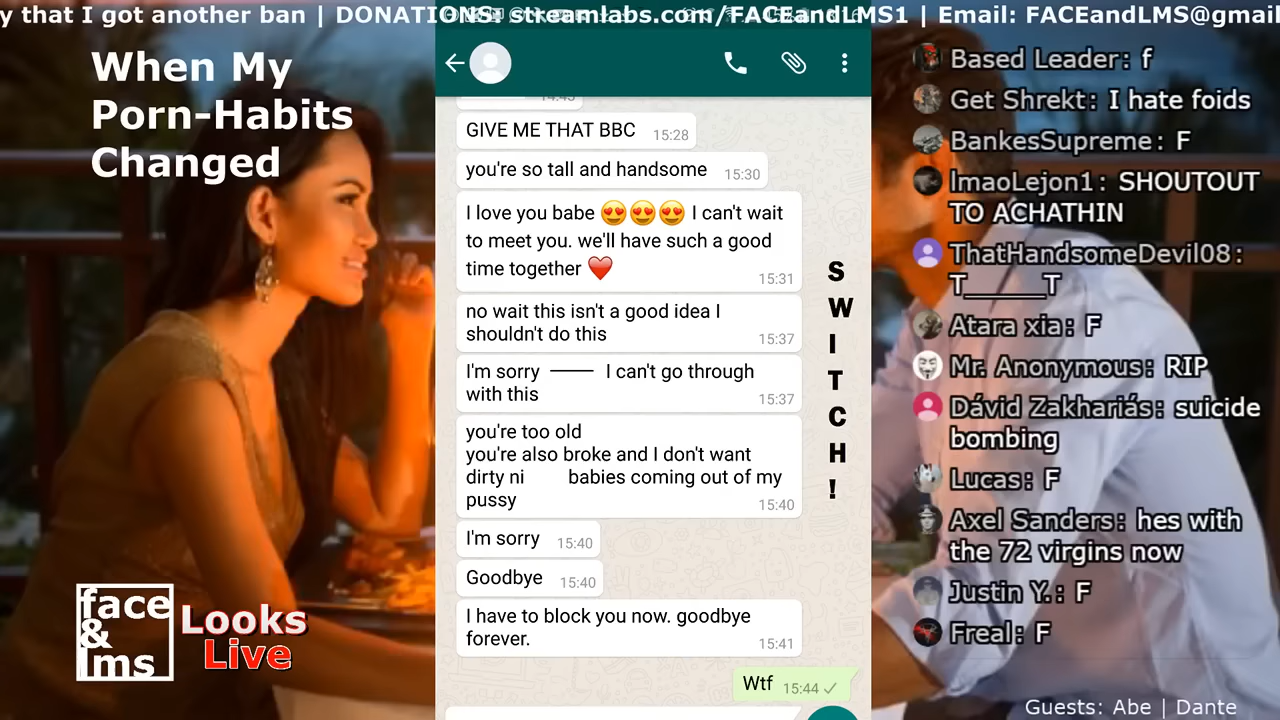 y that I got another ban | DONATIONS: streamlabs.com/FACEandLMS1 | Email: FACEandLMS@gmail
When My
Porn-Habits
Changed
14:45
GIVE ME THAT BBC 15:28
you're so tall and handsome 15:30
I love you babe 😍😍😍 I can't wait
to meet you. we'll have such a good
time together ❤️ 15:31
no wait this isn't a good idea I
shouldn't do this 15:37
I'm sorry —— I can't go through
with this 15:37
you're too old
you're also broke and I don't want
dirty ni babies coming out of my
pussy 15:40
I'm sorry 15:40
Goodbye 15:40
I have to block you now. goodbye
forever. 15:41
Wtf 15:44
S
W
I
T
C
H
!
Based Leader: f
Get Shrekt: I hate foids
BankesSupreme: F
lmaoLejon1: SHOUTOUT
TO ACHATHIN
ThatHandsomeDevil08:
T_____T
Atara xia: F
Mr. Anonymous: RIP
Dávid Zakhariás: suicide
bombing
Lucas: F
Axel Sanders: hes with
the 72 virgins now
Justin Y.: F
Freal: F
face
&
lms
Looks
Live
Guests: Abe | Dante